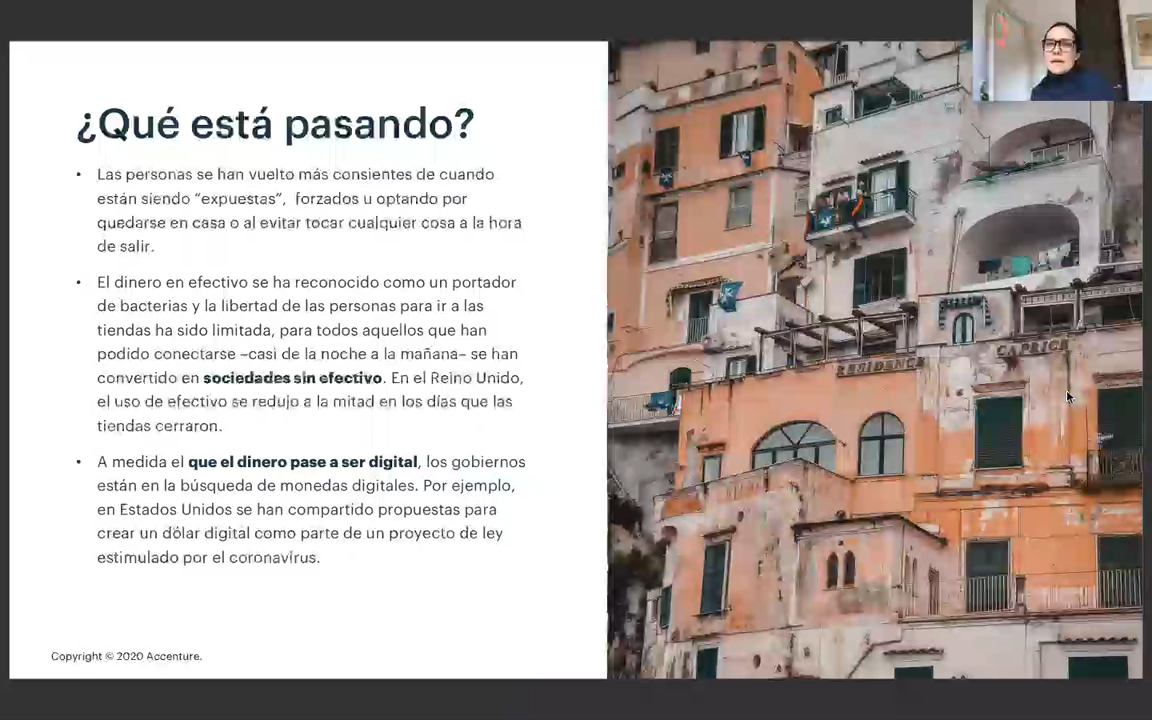 ¿Qué está pasando?
• Las personas se han vuelto más consientes de cuando
están siendo “expuestas”, forzados u optando por
quedarse en casa o al evitar tocar cualquier cosa a la hora
de salir.
• El dinero en efectivo se ha reconocido como un portador
de bacterias y la libertad de las personas para ir a las
tiendas ha sido limitada, para todos aquellos que han
podido conectarse –casi de la noche a la mañana– se han
convertido en sociedades sin efectivo. En el Reino Unido,
el uso de efectivo se redujo a la mitad en los días que las
tiendas cerraron.
• A medida el que el dinero pase a ser digital, los gobiernos
están en la búsqueda de monedas digitales. Por ejemplo,
en Estados Unidos se han compartido propuestas para
crear un dólar digital como parte de un proyecto de ley
estimulado por el coronavirus.
Copyright © 2020 Accenture.
RESIDENCE
CAPRICE